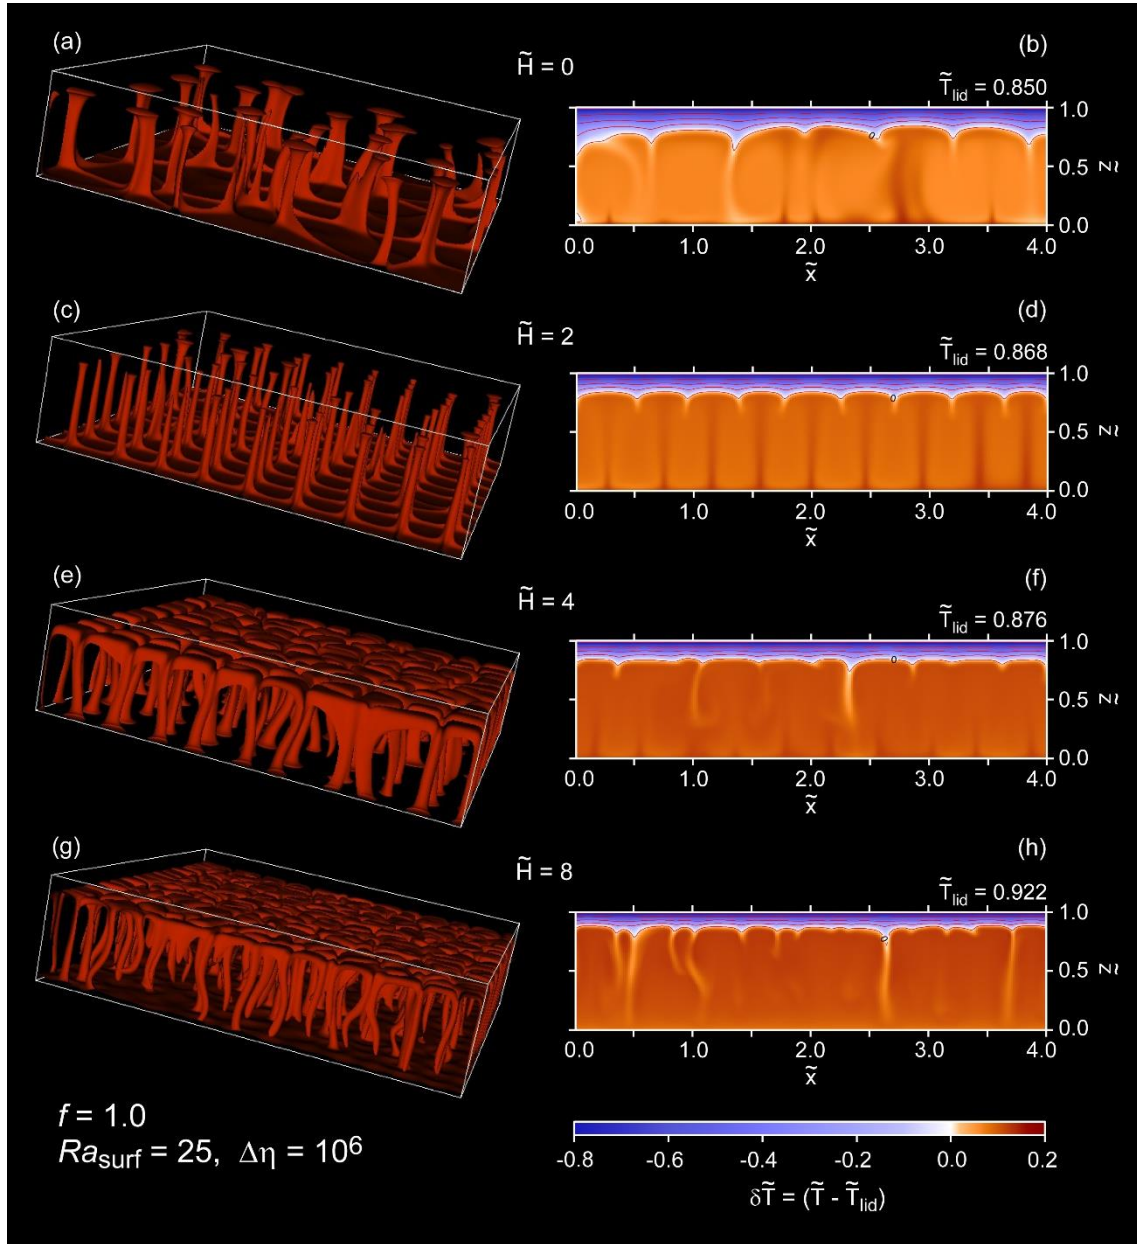 (a)
H̃ = 0
(b)
T̃lid = 0.850
1.0
0.5
z̃
0.0
0.0 1.0 2.0 3.0 4.0
x̃
0
(c)
H̃ = 2
(d)
T̃lid = 0.868
1.0
0.5
z̃
0.0
0.0 1.0 2.0 3.0 4.0
x̃
0
(e)
H̃ = 4
(f)
T̃lid = 0.876
1.0
0.5
z̃
0.0
0.0 1.0 2.0 3.0 4.0
x̃
0
(g)
H̃ = 8
(h)
T̃lid = 0.922
1.0
0.5
z̃
0.0
0.0 1.0 2.0 3.0 4.0
x̃
0
f = 1.0
Rasurf = 25, Δη = 10⁶
-0.8 -0.6 -0.4 -0.2 0.0 0.2
δT̃ = (T̃ - T̃lid)